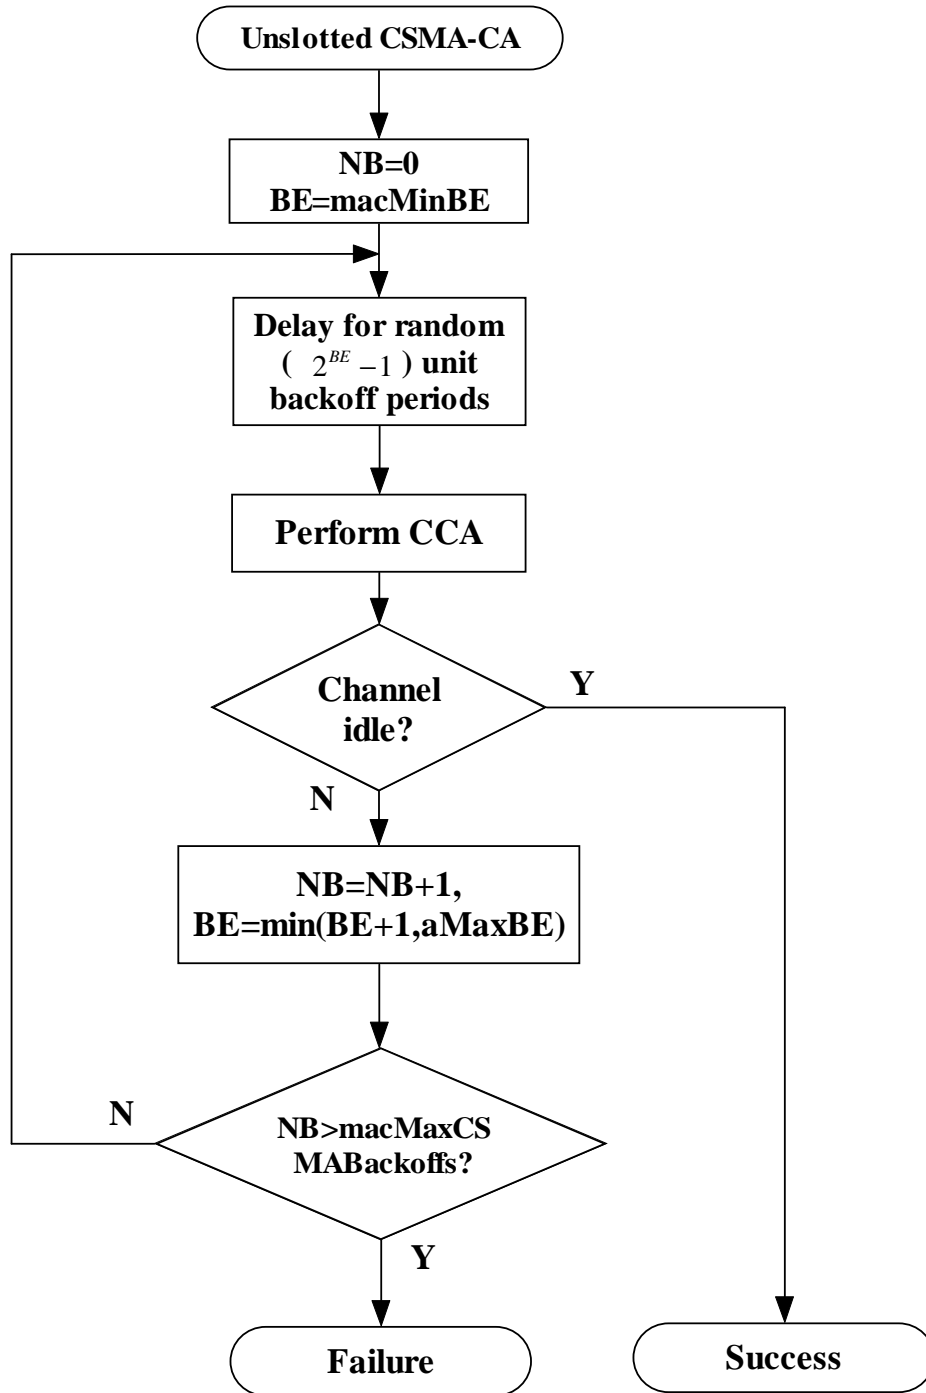 Unslotted CSMA-CA
NB=0
BE=macMinBE
Delay for random
( 2^{BE} −1 ) unit
backoff periods
Perform CCA
Channel
idle?
Y
N
NB=NB+1,
BE=min(BE+1,aMaxBE)
N
NB>macMaxCS
MABackoffs?
Y
Failure
Success